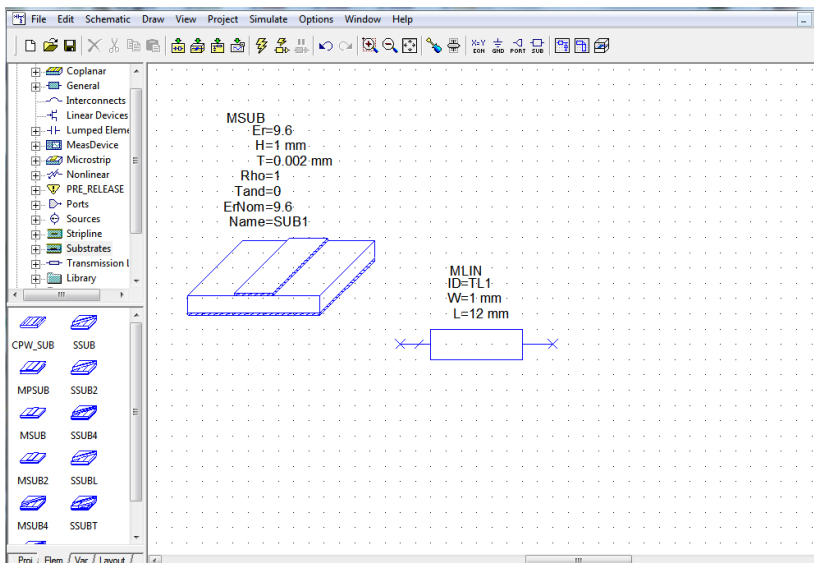 File Edit Schematic Draw View Project Simulate Options Window Help
X=Y
EQN GND PORT SUB
Coplanar
General
Interconnects
Linear Devices
Lumped Eleme
MeasDevice
Microstrip
Nonlinear
PRE_RELEASE
Ports
Sources
Stripline
Substrates
Transmission l
Library
CPW_SUB SSUB
MPSUB SSUB2
MSUB SSUB4
MSUB2 SSUBL
MSUB4 SSUBT
Proj Elem Var Layout
MSUB
Er=9.6
H=1 mm
T=0.002 mm
Rho=1
Tand=0
ErNom=9.6
Name=SUB1
MLIN
ID=TL1
W=1 mm
L=12 mm